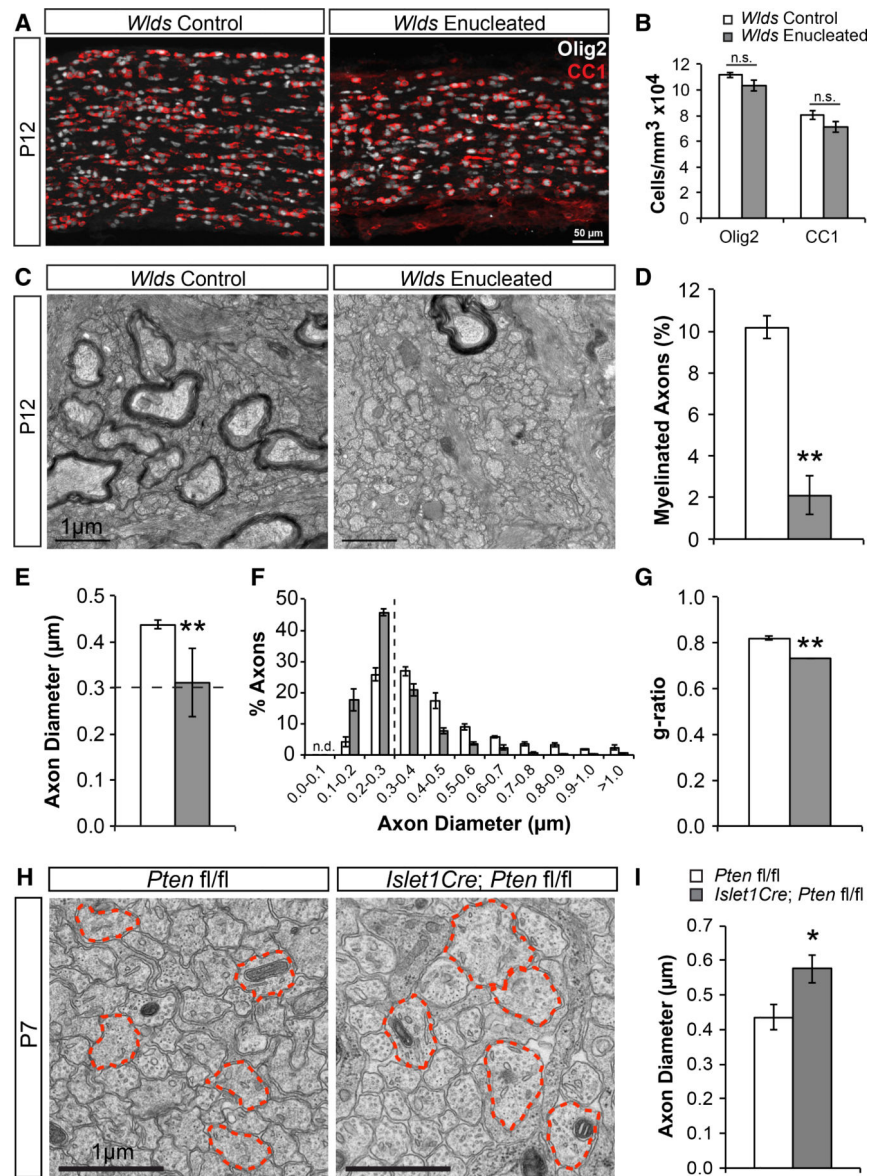 A
Wlds Control
Wlds Enucleated
P12
Olig2
CC1
50 µm
B
Wlds Control
Wlds Enucleated
Cells/mm³ x10⁴
12
10
8
6
4
2
0
n.s.
n.s.
Olig2
CC1
C
Wlds Control
Wlds Enucleated
P12
1µm
D
Myelinated Axons (%)
12
10
8
6
4
2
0
**
E
Axon Diameter (µm)
0.5
0.4
0.3
0.2
0.1
0.0
**
F
% Axons
50
40
30
20
10
0
n.d.
0.0-0.1
0.1-0.2
0.2-0.3
0.3-0.4
0.4-0.5
0.5-0.6
0.6-0.7
0.7-0.8
0.8-0.9
0.9-1.0
>1.0
Axon Diameter (µm)
G
g-ratio
1.0
0.8
0.6
0.4
0.2
0.0
**
H
Pten fl/fl
Islet1Cre; Pten fl/fl
P7
1µm
I
Pten fl/fl
Islet1Cre; Pten fl/fl
Axon Diameter (µm)
0.7
0.6
0.5
0.4
0.3
0.2
0.1
0.0
*